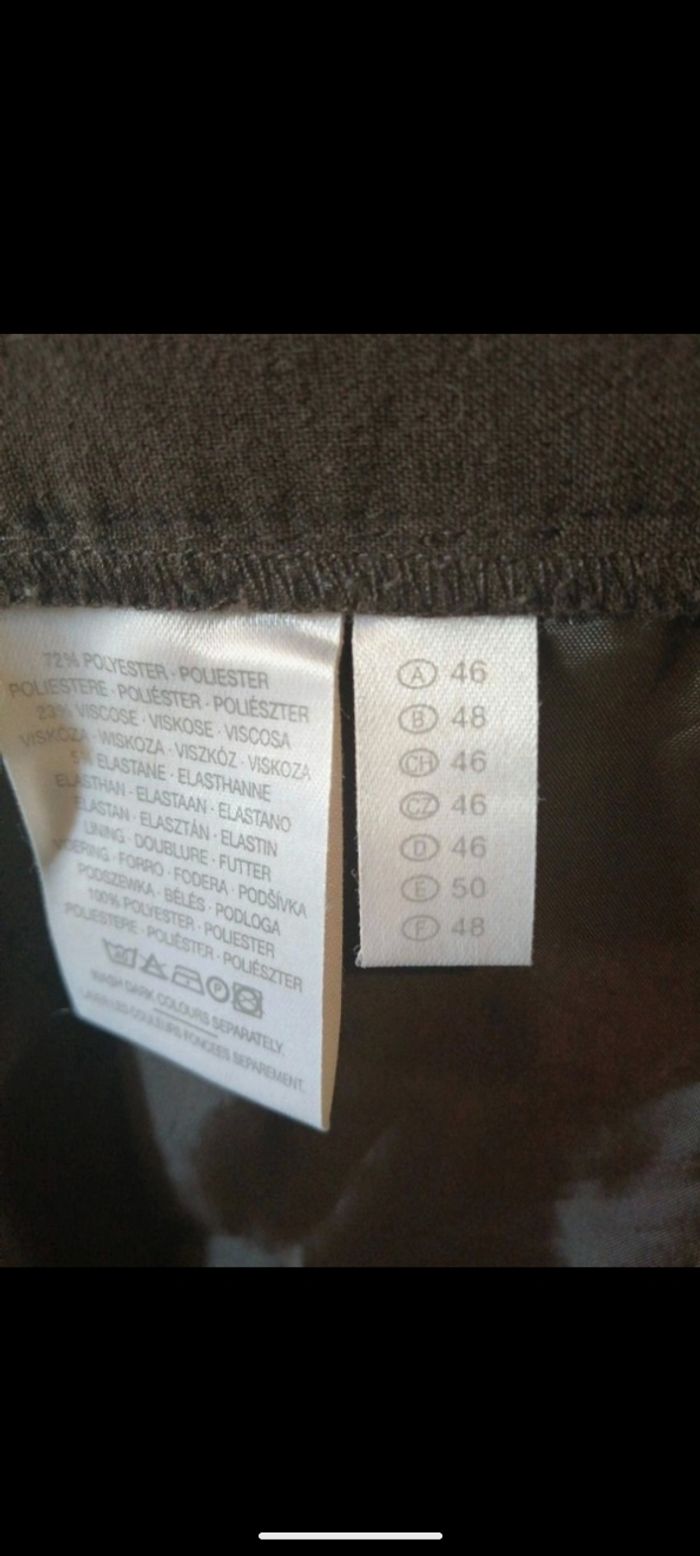 72% POLYESTER · POLIESTER
POLIESTERE · POLIÉSTER · POLIÉSZTER
23% VISCOSE · VISKOSE · VISCOSA
VISKÓZA · WISKOZA · VISZKÓZ · VISKOZA
5% ELASTANE · ELASTHANNE
ELASTHAN · ELASTAAN · ELASTANO
ELASTAN · ELASZTÁN · ELASTIN
LINING · DOUBLURE · FUTTER
VOERING · FORRO · FODERA · PODŠÍVKA
PODSZEWKA · BÉLÉS · PODLOGA
100% POLYESTER · POLIESTER
POLIESTERE · POLIÉSTER · POLIÉSZTER
WASH DARK COLOURS SEPARATELY.
LAVER LES COULEURS FONCEES SEPAREMENT.
A 46
B 48
CH 46
CZ 46
D 46
E 50
F 48